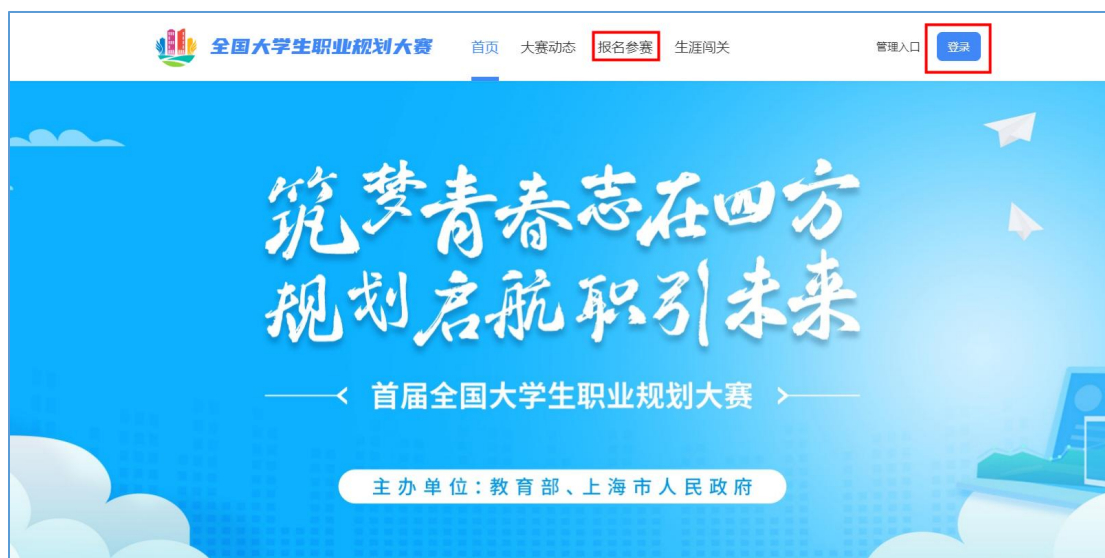 全国大学生职业规划大赛 首页 大赛动态 报名参赛 生涯闯关 管理入口 登录
筑梦青春志在四方
规划启航职引未来
首届全国大学生职业规划大赛
主办单位：教育部、上海市人民政府